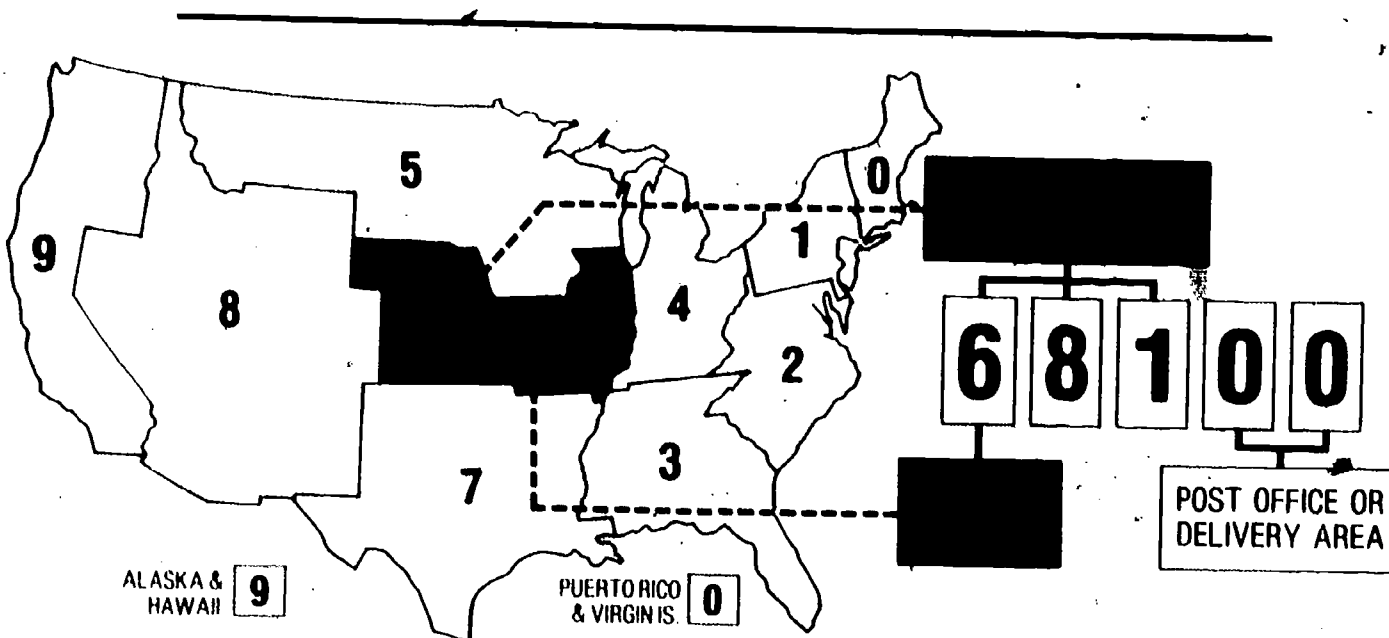 5
0
1
9
8
4
2
3
7
6 8 1 0 0
POST OFFICE OR
DELIVERY AREA
ALASKA &
HAWAII 9
PUERTO RICO
& VIRGIN IS. 0